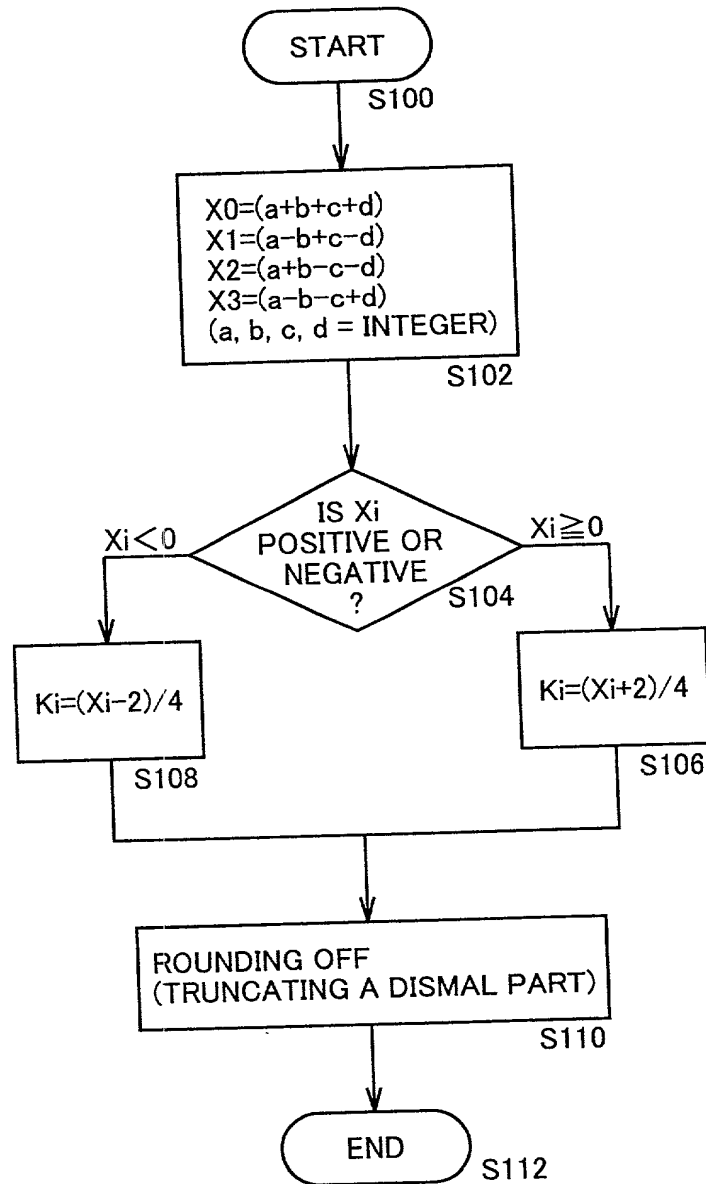 START
S100
X0=(a+b+c+d)
X1=(a-b+c-d)
X2=(a+b-c-d)
X3=(a-b-c+d)
(a, b, c, d = INTEGER)
S102
IS Xi
POSITIVE OR
NEGATIVE
?
S104
Xi<0
Xi≧0
Ki=(Xi-2)/4
S108
Ki=(Xi+2)/4
S106
ROUNDING OFF
(TRUNCATING A DISMAL PART)
S110
END
S112